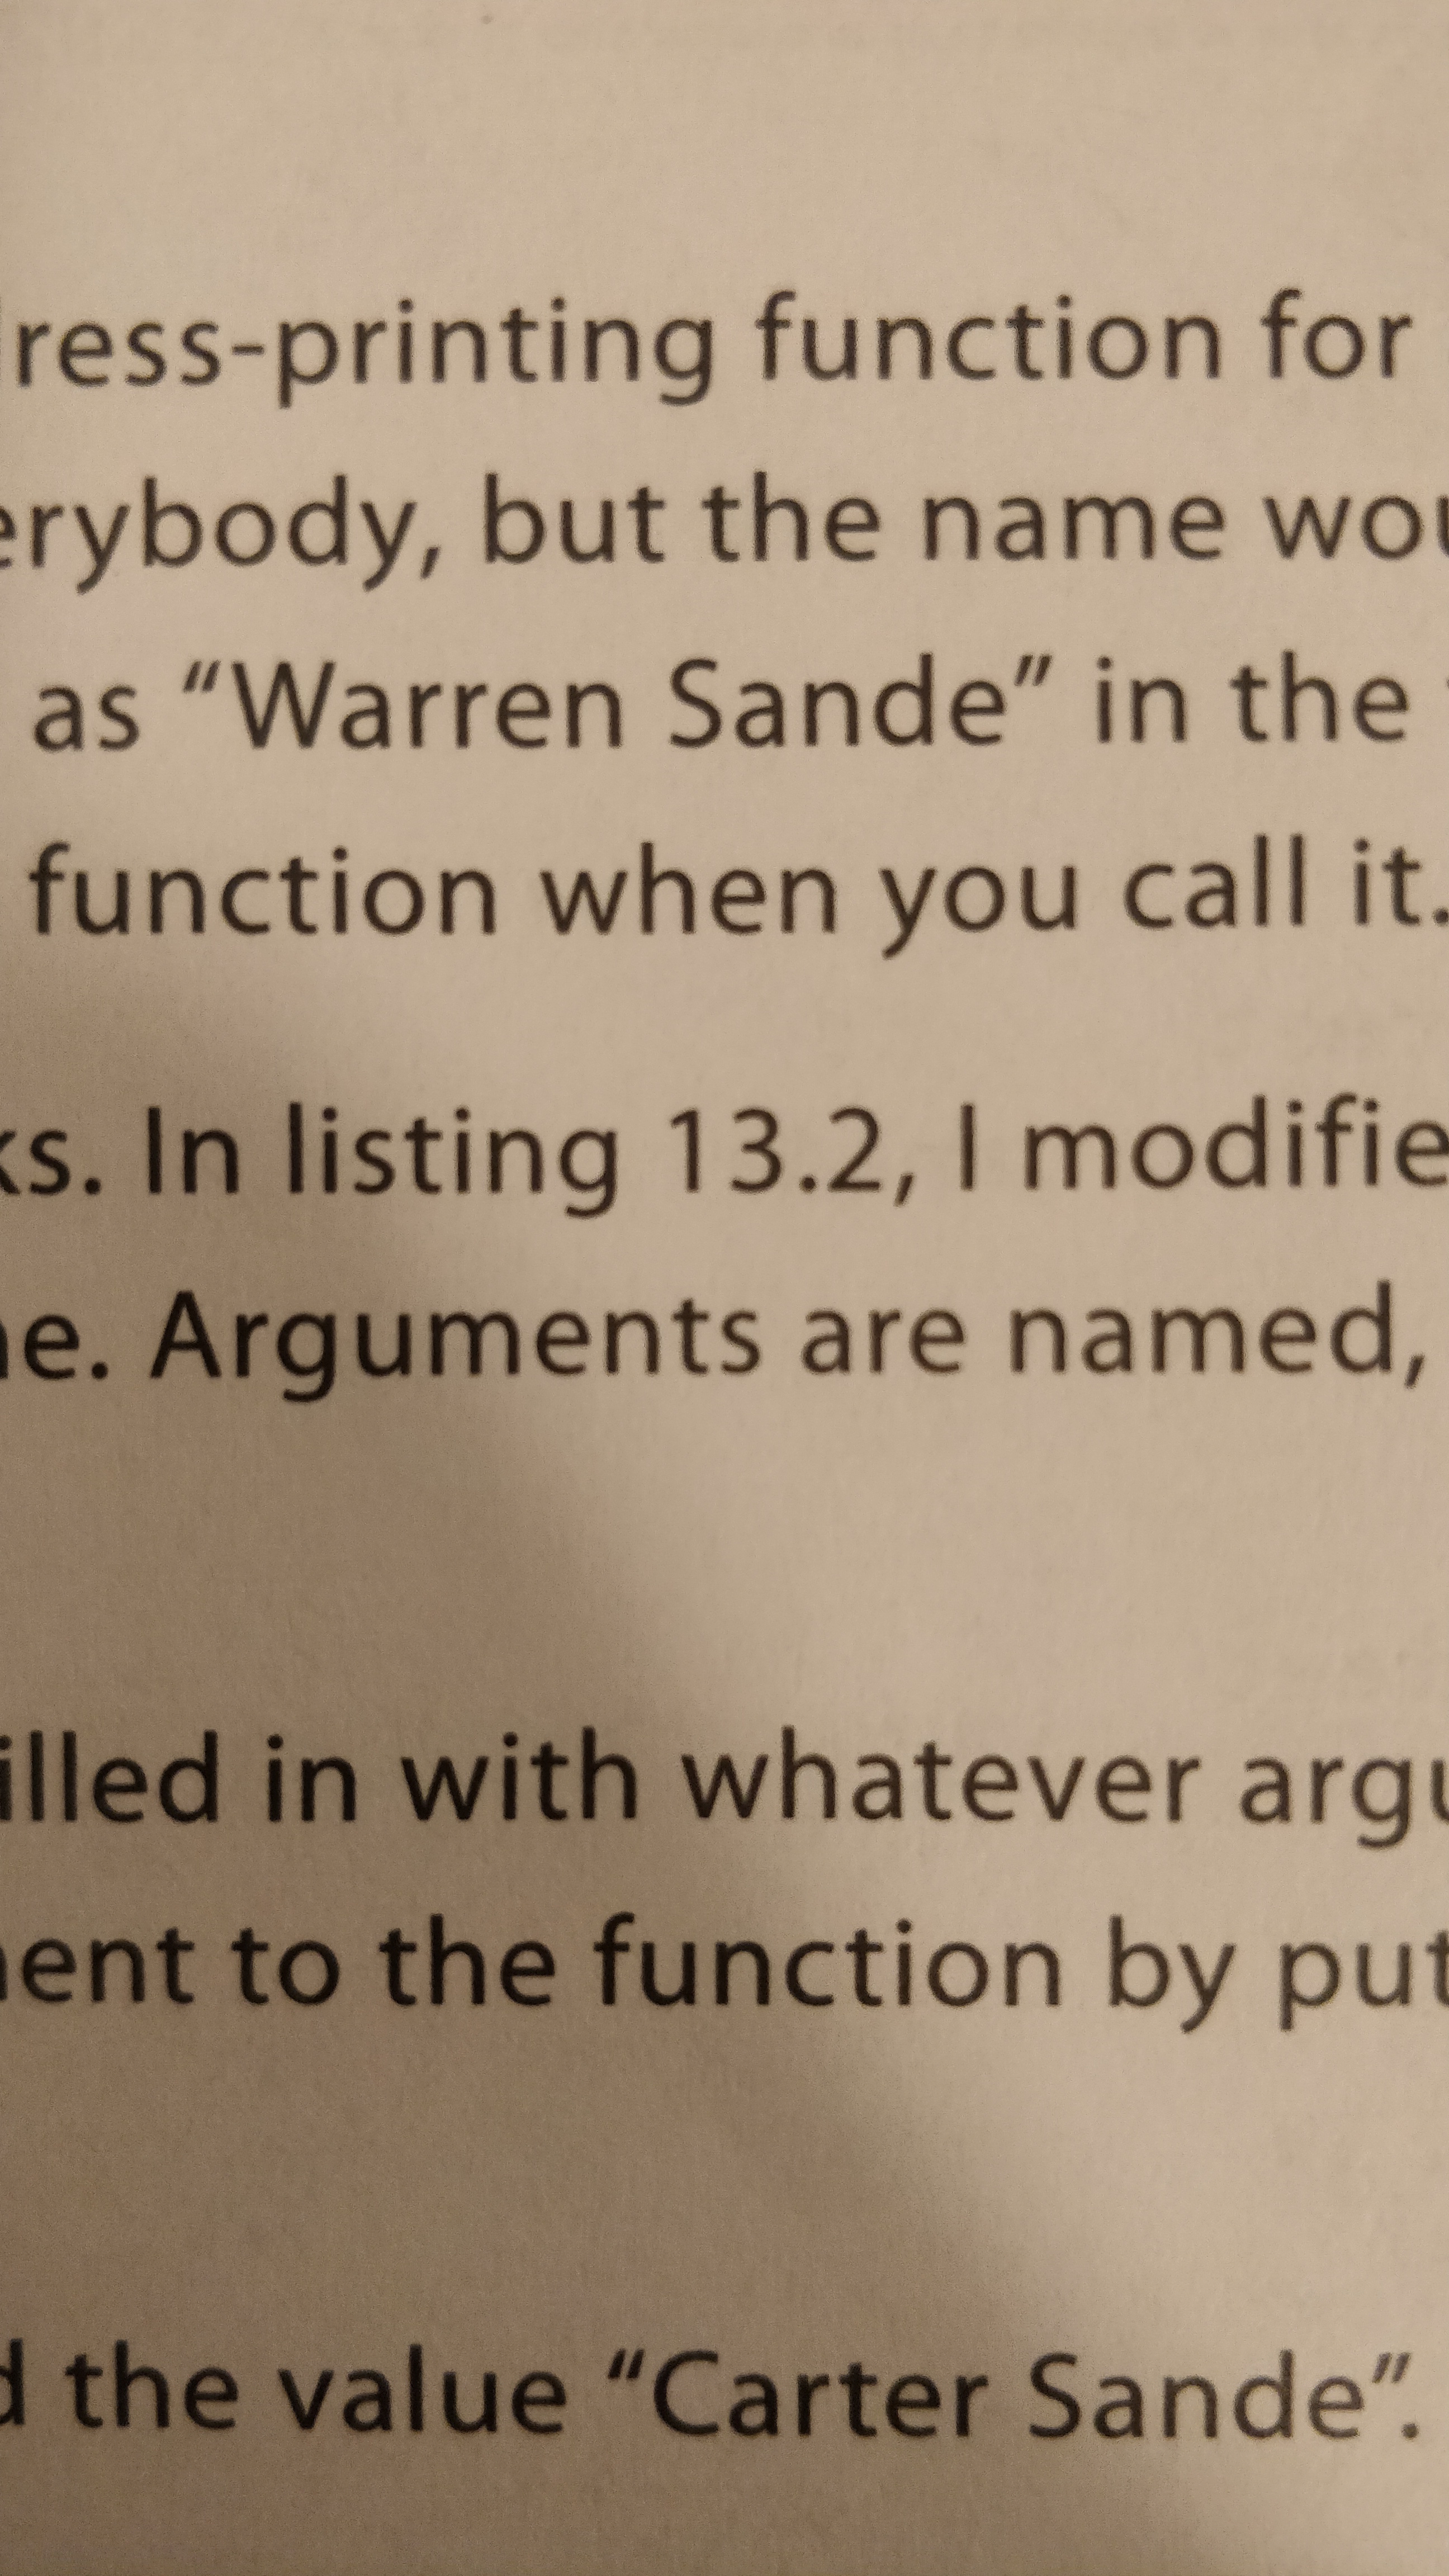 ress-printing function for
erybody, but the name wou
as “Warren Sande” in the
function when you call it.
ks. In listing 13.2, I modifie
ne. Arguments are named,
illed in with whatever argu
ent to the function by put
d the value “Carter Sande”.